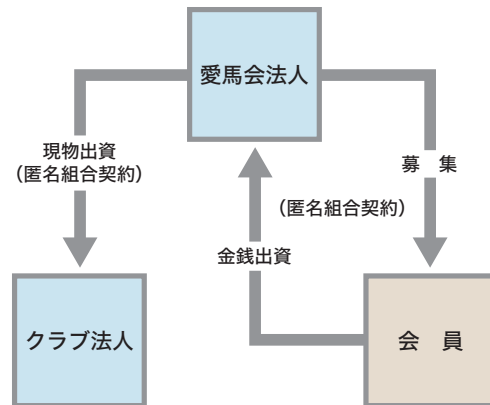 愛馬会法人
現物出資
（匿名組合契約）
募　集
（匿名組合契約）
金銭出資
クラブ法人
会　員